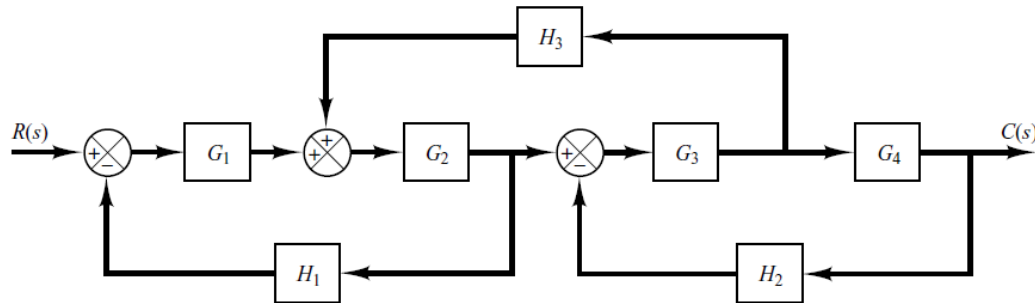 H₃
R(s)
C(s)
+
+
+
+
−
G₁
G₂
+
−
G₃
G₄
H₁
H₂